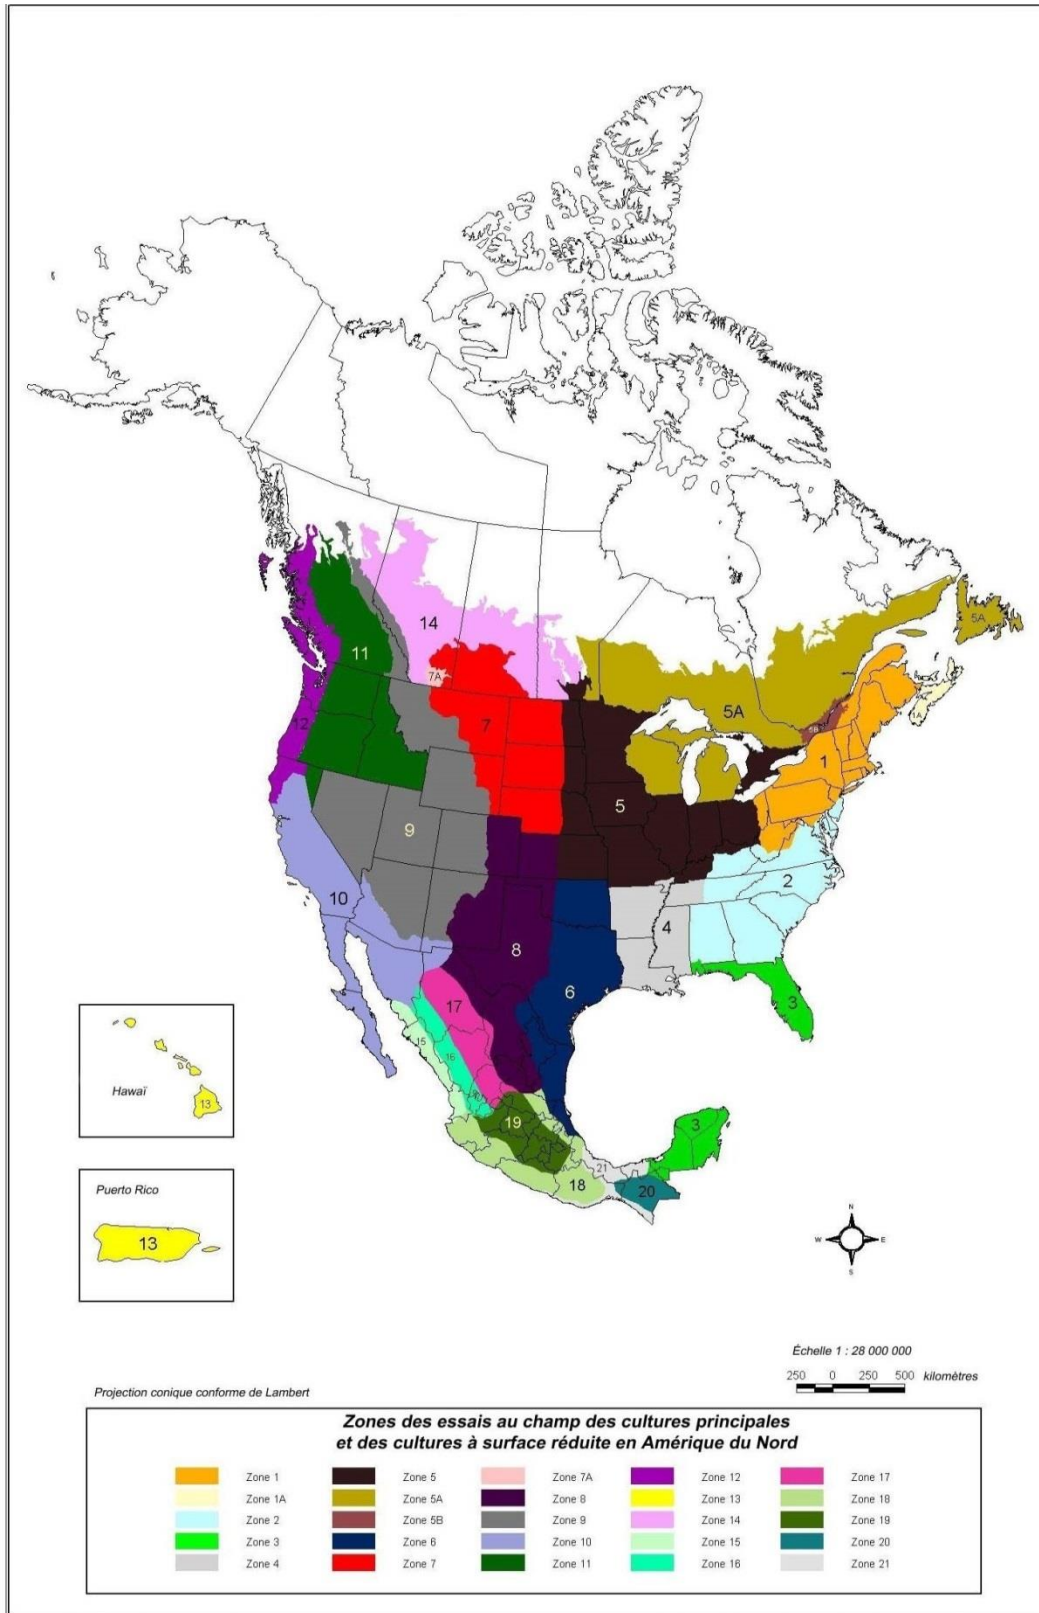 14
11
7A
7
5A
5A
5B
1A
12
1
5
9
2
10
4
8
6
3
17
15
16
Hawaï
13
19
3
21
18
20
Puerto Rico
13
N
W
E
S
Échelle 1 : 28 000 000
250 0 250 500 kilomètres
Projection conique conforme de Lambert
Zones des essais au champ des cultures principales
et des cultures à surface réduite en Amérique du Nord
Zone 1 Zone 5 Zone 7A Zone 12 Zone 17
Zone 1A Zone 5A Zone 8 Zone 13 Zone 18
Zone 2 Zone 5B Zone 9 Zone 14 Zone 19
Zone 3 Zone 6 Zone 10 Zone 15 Zone 20
Zone 4 Zone 7 Zone 11 Zone 16 Zone 21